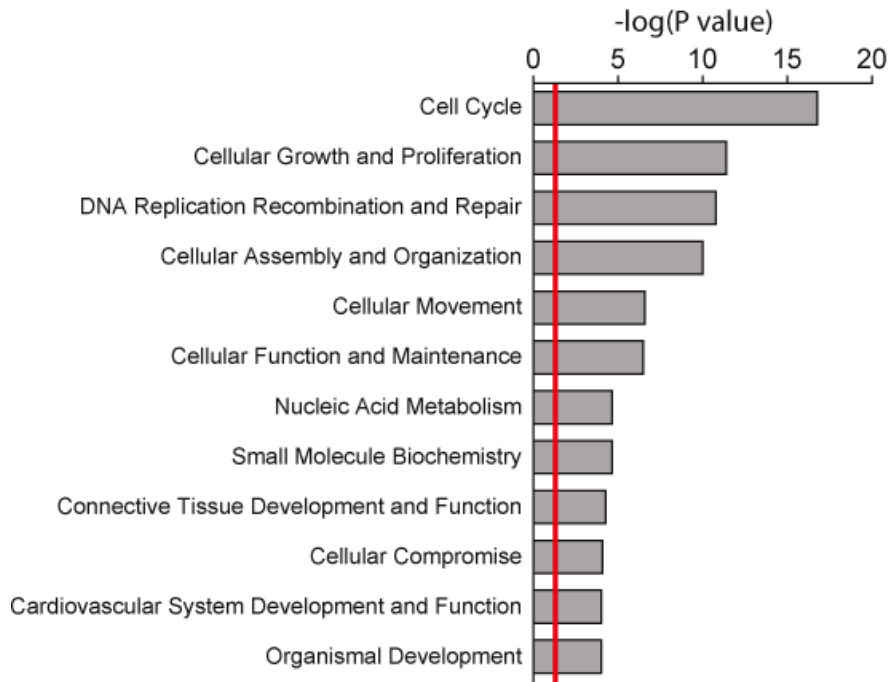 -log(P value)
0 5 10 15 20
Cell Cycle
Cellular Growth and Proliferation
DNA Replication Recombination and Repair
Cellular Assembly and Organization
Cellular Movement
Cellular Function and Maintenance
Nucleic Acid Metabolism
Small Molecule Biochemistry
Connective Tissue Development and Function
Cellular Compromise
Cardiovascular System Development and Function
Organismal Development